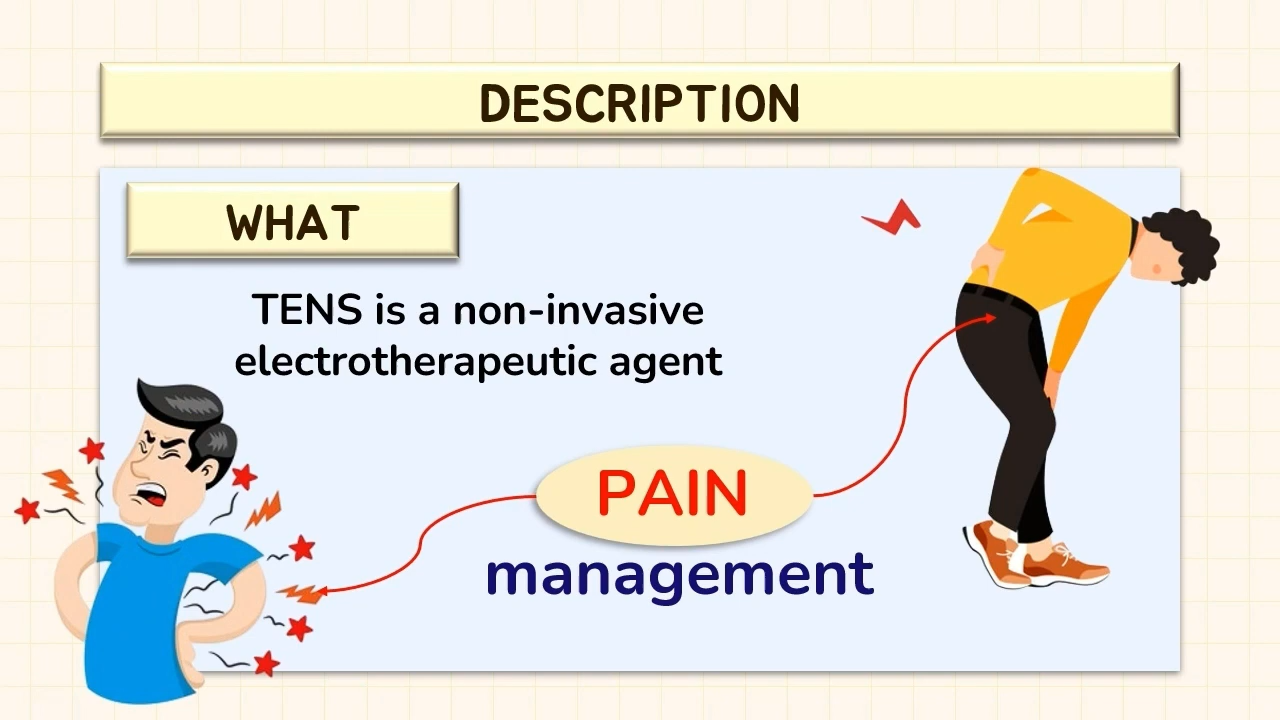 DESCRIPTION
WHAT
TENS is a non-invasive
electrotherapeutic agent
PAIN
management